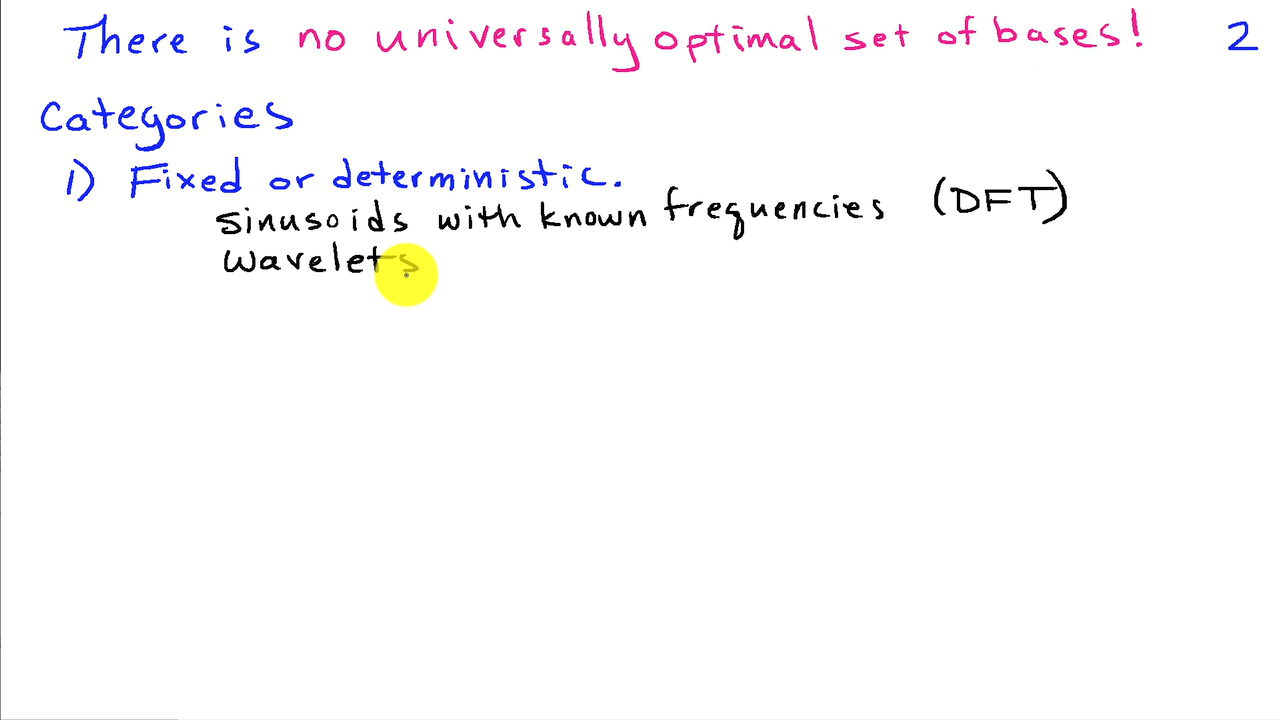 There is no universally optimal set of bases! 2
Categories
1) Fixed or deterministic.
sinusoids with known frequencies (DFT)
wavelets